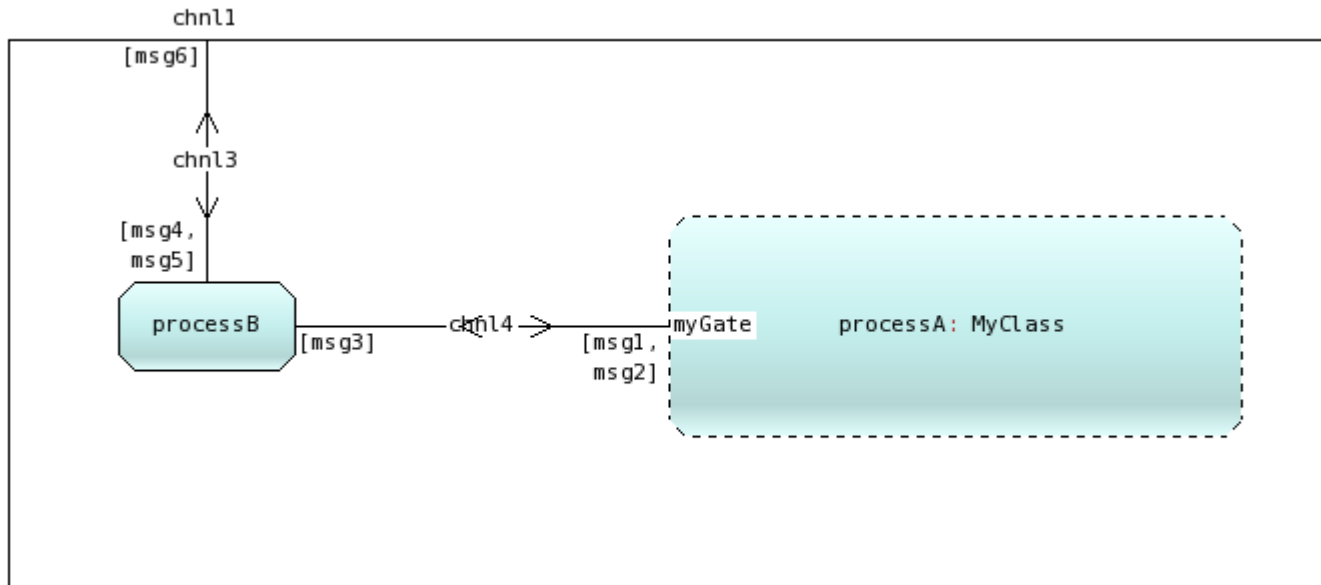 chnl1
[msg6]
chnl3
[msg4,
msg5]
processB
chnl4
myGate
processA: MyClass
[msg3]
[msg1,
msg2]